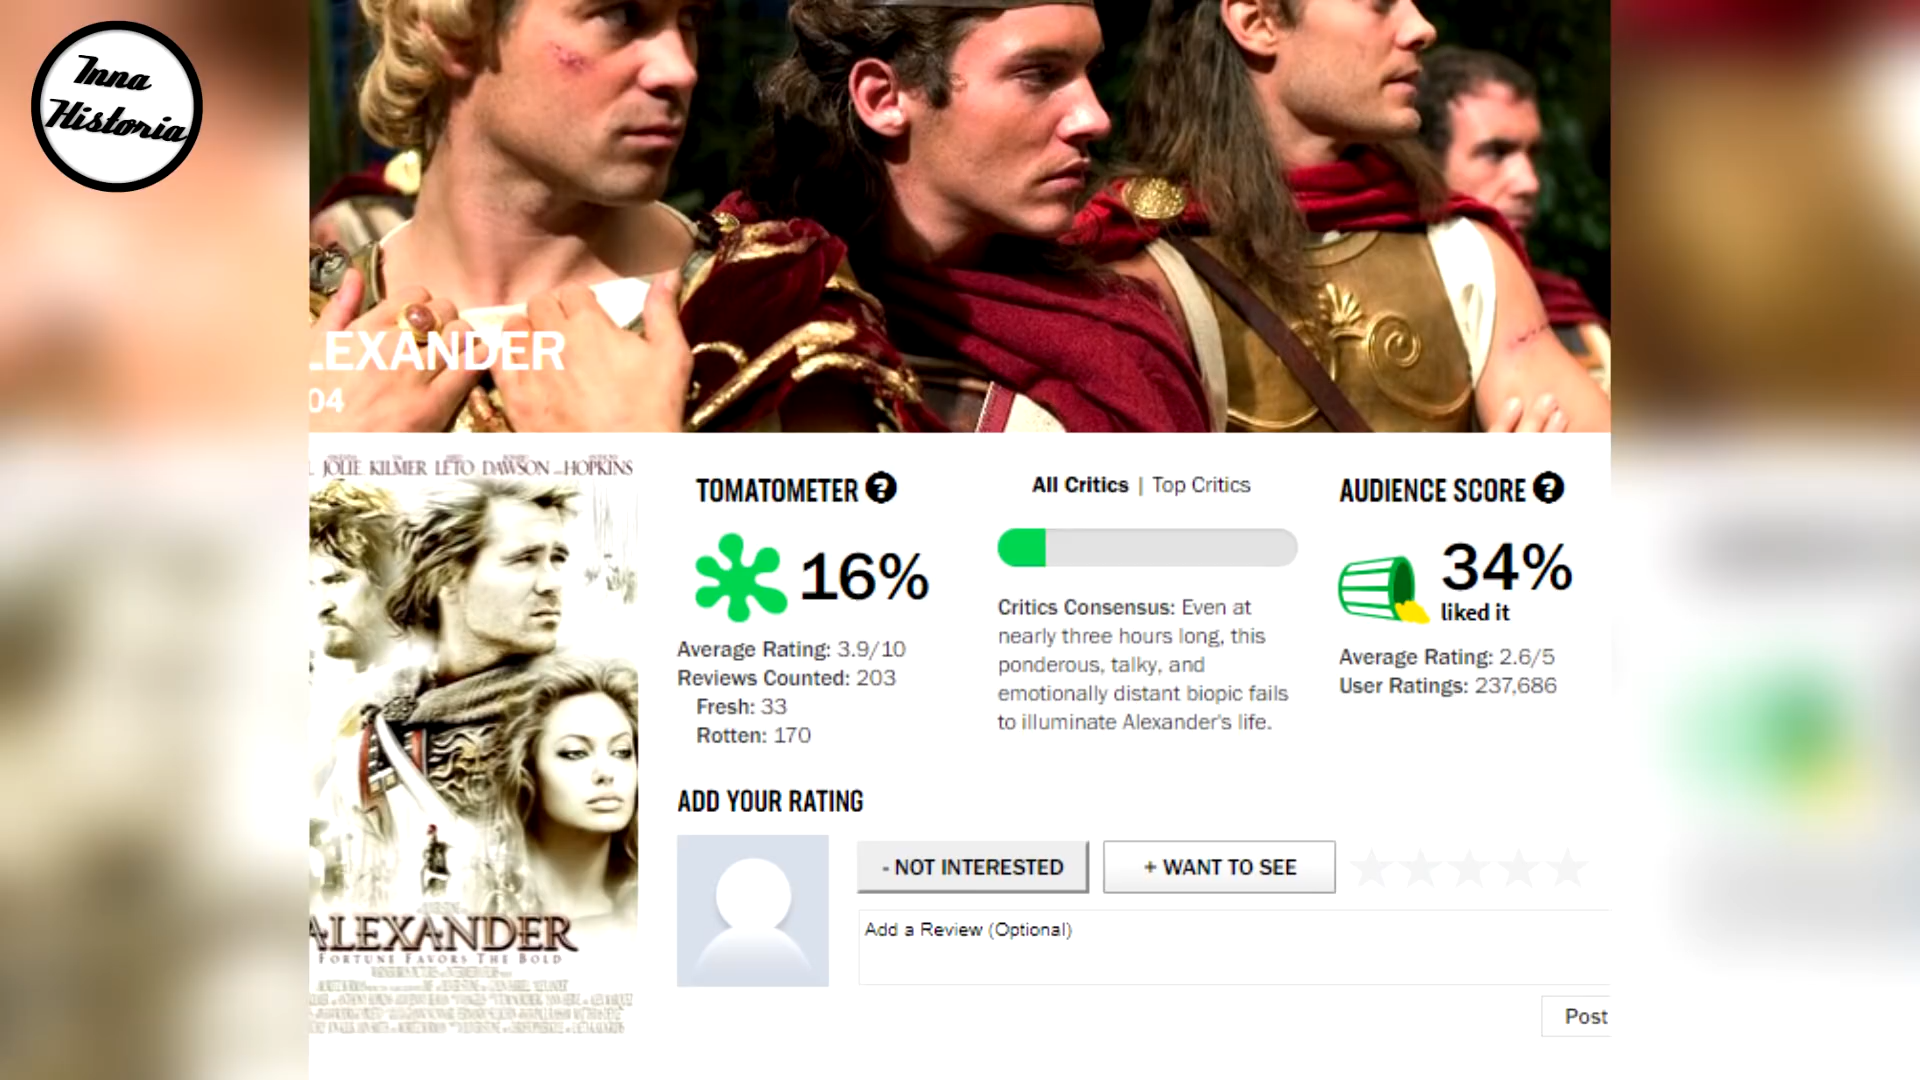 Inna
Historia
LEXANDER
04
JOLIE KILMER LETO DAWSON AND HOPKINS
ALEXANDER
FORTUNE FAVORS THE BOLD
TOMATOMETER ?
16%
Average Rating: 3.9/10
Reviews Counted: 203
Fresh: 33
Rotten: 170
All Critics | Top Critics
Critics Consensus: Even at
nearly three hours long, this
ponderous, talky, and
emotionally distant biopic fails
to illuminate Alexander's life.
AUDIENCE SCORE ?
34%
liked it
Average Rating: 2.6/5
User Ratings: 237,686
ADD YOUR RATING
- NOT INTERESTED
+ WANT TO SEE
Add a Review (Optional)
Post